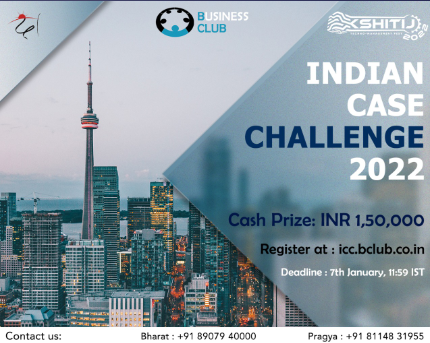 BUSINESS
CLUB
KSHITIJ
2022
INDIAN
CASE
CHALLENGE
2022
Cash Prize: INR 1,50,000
Register at : icc.bclub.co.in
Deadline : 7th January, 11:59 IST
Contact us:
Bharat : +91 89079 40000
Pragya : +91 81148 31955